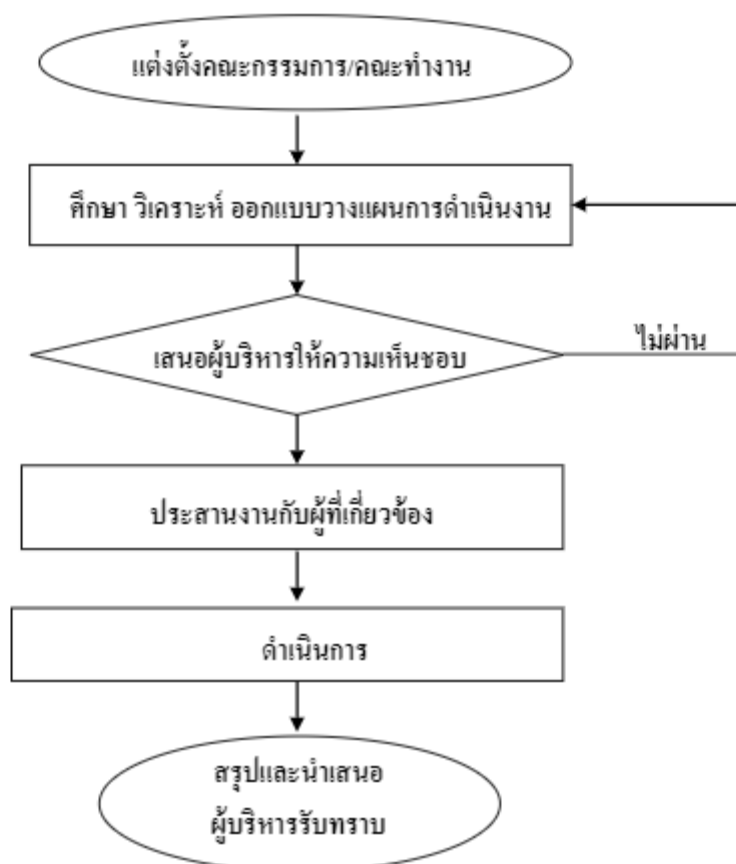 แต่งตั้งคณะกรรมการ/คณะทำงาน
ศึกษา วิเคราะห์ ออกแบบวางแผนการดำเนินงาน
เสนอผู้บริหารให้ความเห็นชอบ
ไม่ผ่าน
ประสานงานกับผู้ที่เกี่ยวข้อง
ดำเนินการ
สรุปและนำเสนอ
ผู้บริหารรับทราบ